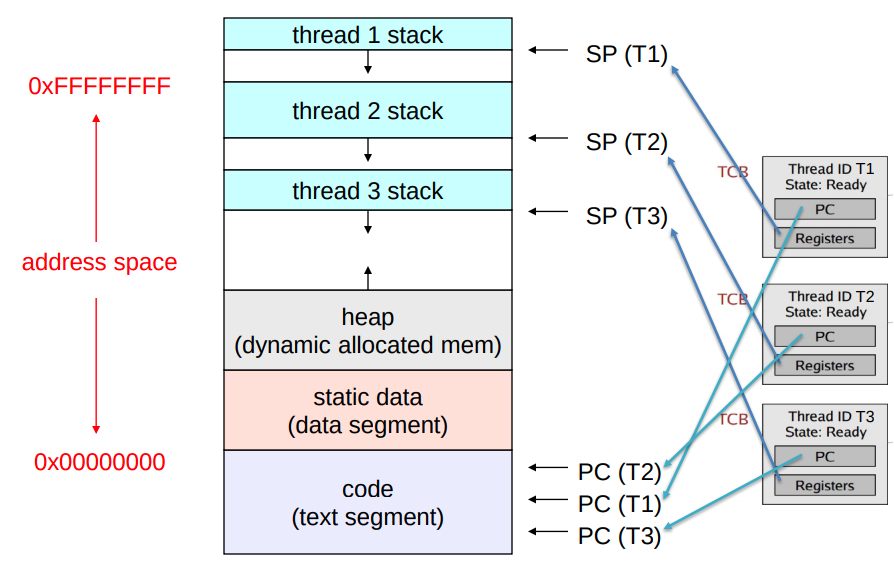 thread 1 stack
SP (T1)
0xFFFFFFFF
thread 2 stack
SP (T2)
TCB
Thread ID T1
State: Ready
PC
Registers
thread 3 stack
SP (T3)
address space
TCB
Thread ID T2
State: Ready
PC
Registers
heap
(dynamic allocated mem)
static data
(data segment)
TCB
Thread ID T3
State: Ready
PC
Registers
0x00000000
code
(text segment)
PC (T2)
PC (T1)
PC (T3)